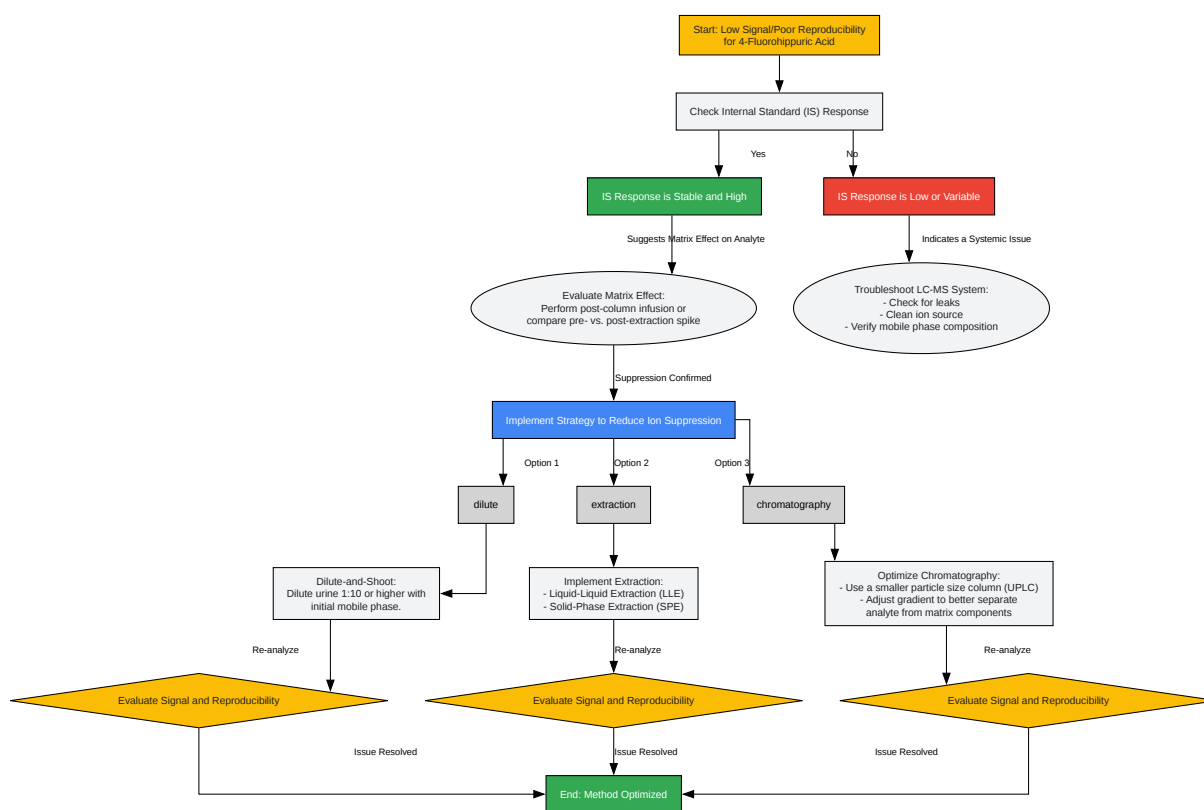 Start: Low Signal/Poor Reproducibility
for 4-Fluorohippuric Acid
Check Internal Standard (IS) Response
Yes
No
IS Response is Stable and High
IS Response is Low or Variable
Suggests Matrix Effect on Analyte
Indicates a Systemic Issue
Evaluate Matrix Effect:
Perform post-column infusion or
compare pre- vs. post-extraction spike
Troubleshoot LC-MS System:
- Check for leaks
- Clean ion source
- Verify mobile phase composition
Suppression Confirmed
Implement Strategy to Reduce Ion Suppression
Option 1
Option 2
Option 3
dilute
extraction
chromatography
Dilute-and-Shoot:
Dilute urine 1:10 or higher with
initial mobile phase.
Implement Extraction:
- Liquid-Liquid Extraction (LLE)
- Solid-Phase Extraction (SPE)
Optimize Chromatography:
- Use a smaller particle size column (UPLC)
- Adjust gradient to better separate
analyte from matrix components
Re-analyze
Re-analyze
Re-analyze
Evaluate Signal and Reproducibility
Evaluate Signal and Reproducibility
Evaluate Signal and Reproducibility
Issue Resolved
Issue Resolved
Issue Resolved
End: Method Optimized